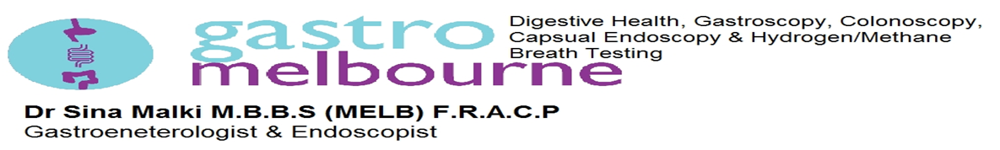 gastro
melbourne
Digestive Health, Gastroscopy, Colonoscopy,
Capsual Endoscopy & Hydrogen/Methane
Breath Testing
Dr Sina Malki M.B.B.S (MELB) F.R.A.C.P
Gastroeneterologist & Endoscopist